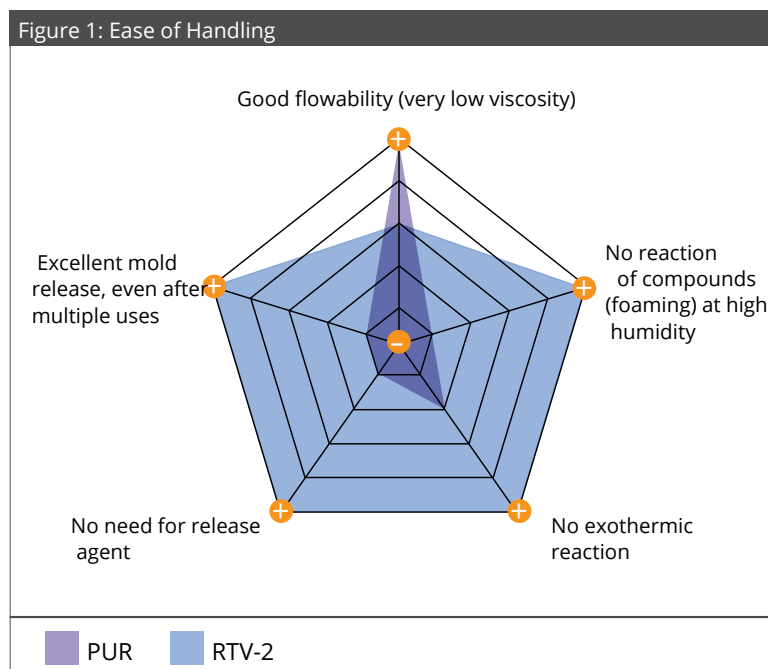 Figure 1: Ease of Handling
Good flowability (very low viscosity)
+
Excellent mold
release, even after
multiple uses
+
No reaction
of compounds
(foaming) at high
humidity
+
–
No need for release
agent
+
No exothermic
reaction
+
PUR
RTV-2